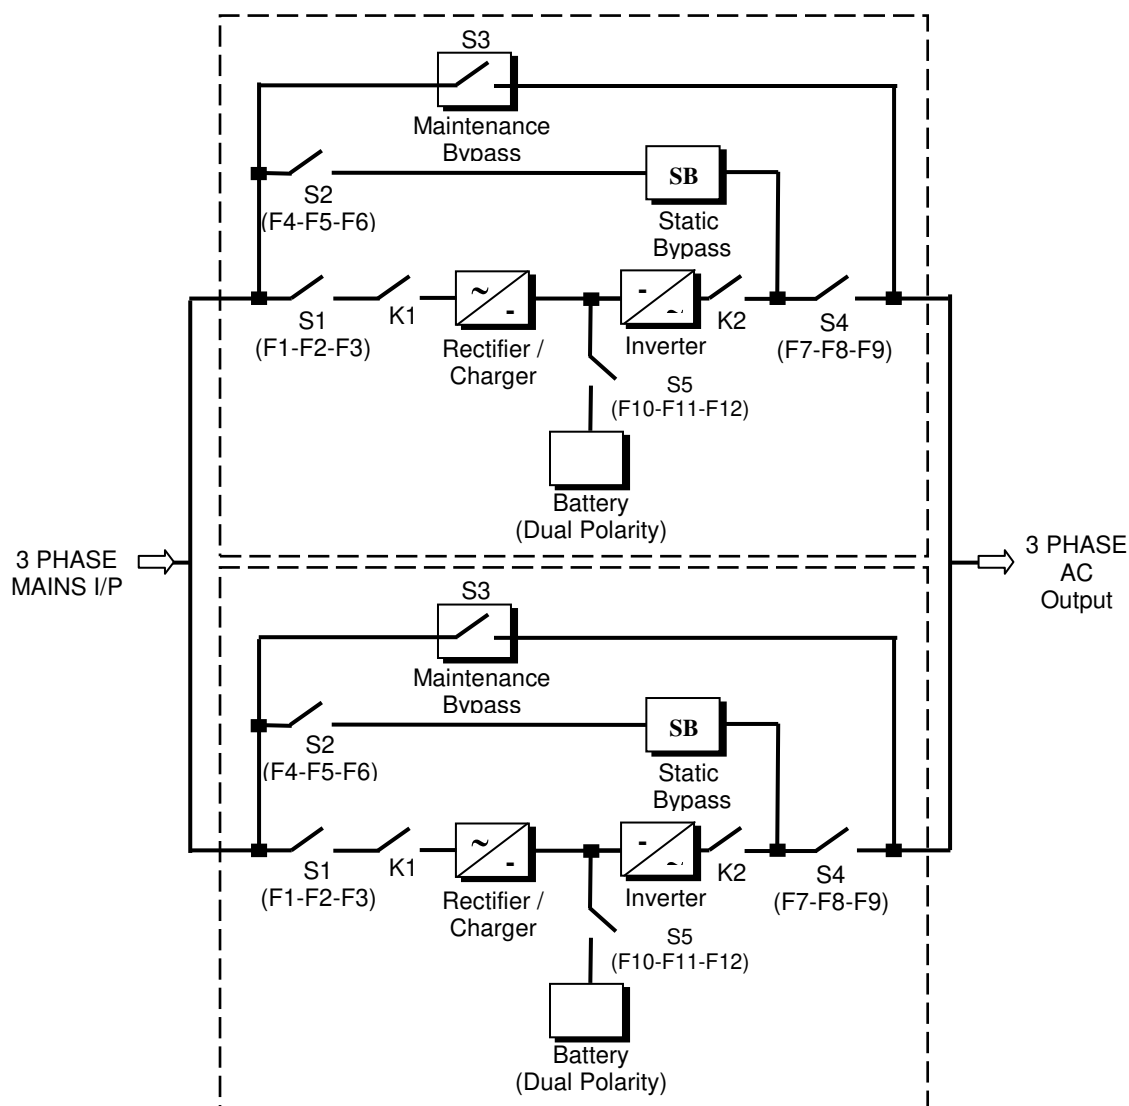 S3
Maintenance
Bypass
S2
(F4-F5-F6)
SB
Static
Bypass
~
-
-
~
S1
(F1-F2-F3)
K1
Rectifier /
Charger
Inverter
K2
S4
(F7-F8-F9)
S5
(F10-F11-F12)
Battery
(Dual Polarity)
3 PHASE
MAINS I/P
3 PHASE
AC
Output
S3
Maintenance
Bypass
S2
(F4-F5-F6)
SB
Static
Bypass
~
-
-
~
S1
(F1-F2-F3)
K1
Rectifier /
Charger
Inverter
K2
S4
(F7-F8-F9)
S5
(F10-F11-F12)
Battery
(Dual Polarity)